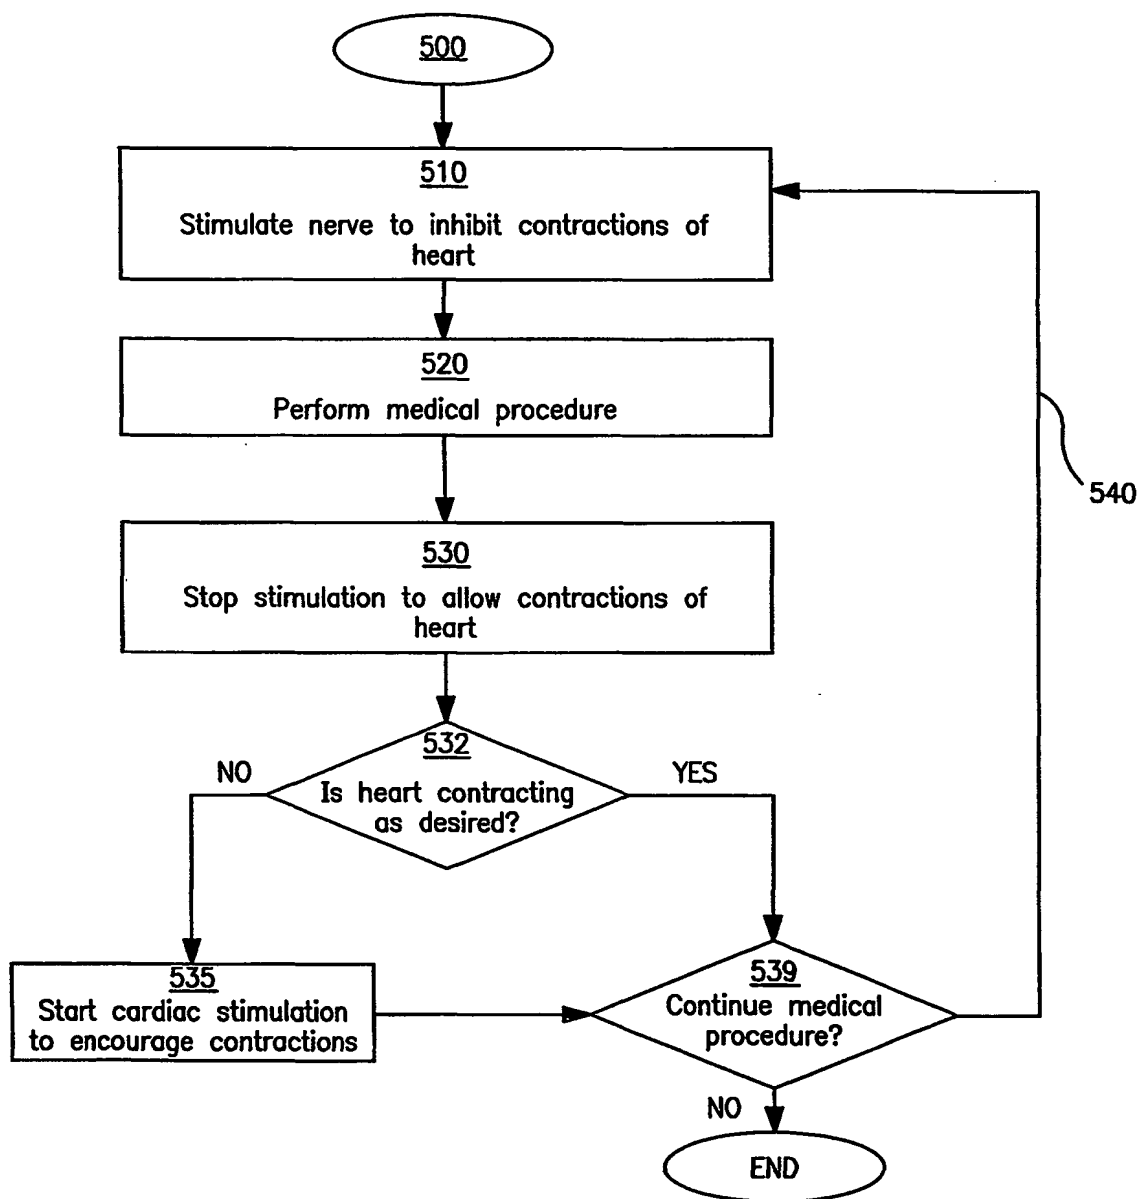 500
510
Stimulate nerve to inhibit contractions of
heart
520
Perform medical procedure
540
530
Stop stimulation to allow contractions of
heart
532
NO
YES
Is heart contracting
as desired?
535
Start cardiac stimulation
to encourage contractions
539
Continue medical
procedure?
NO
END